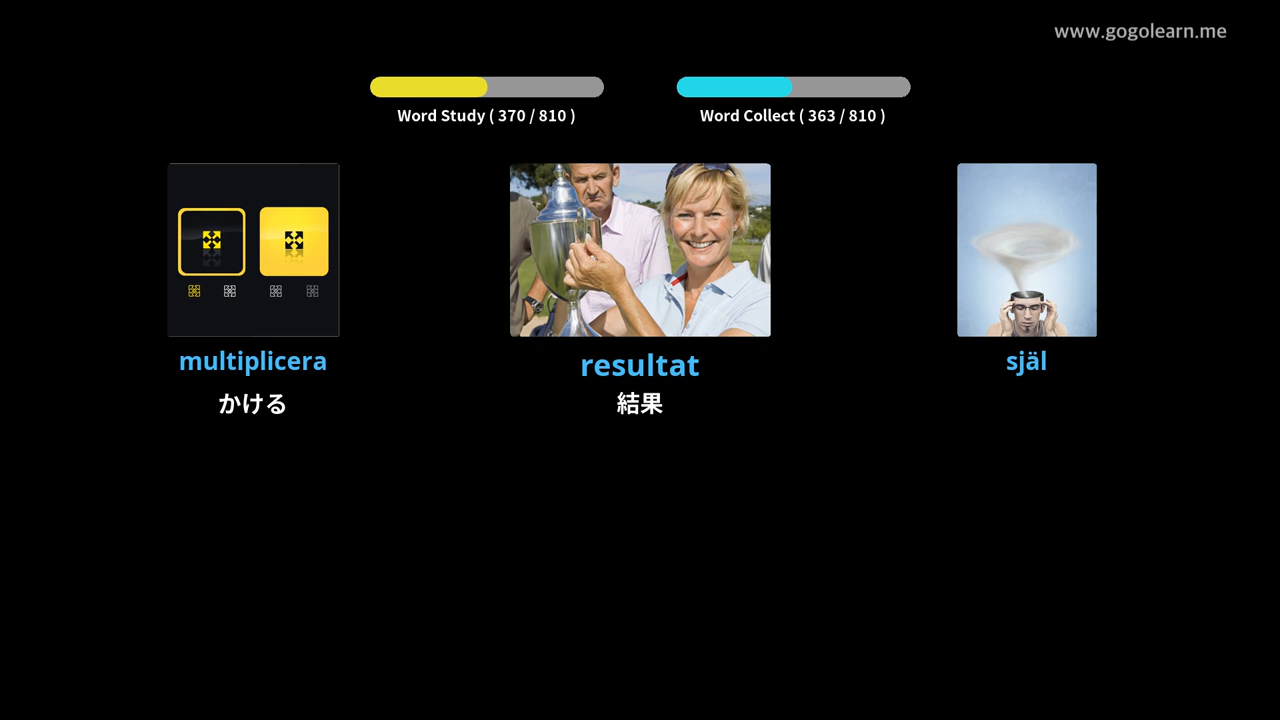 www.gogolearn.me
Word Study ( 370 / 810 )
Word Collect ( 363 / 810 )
multiplicera
resultat
själ
かける
結果